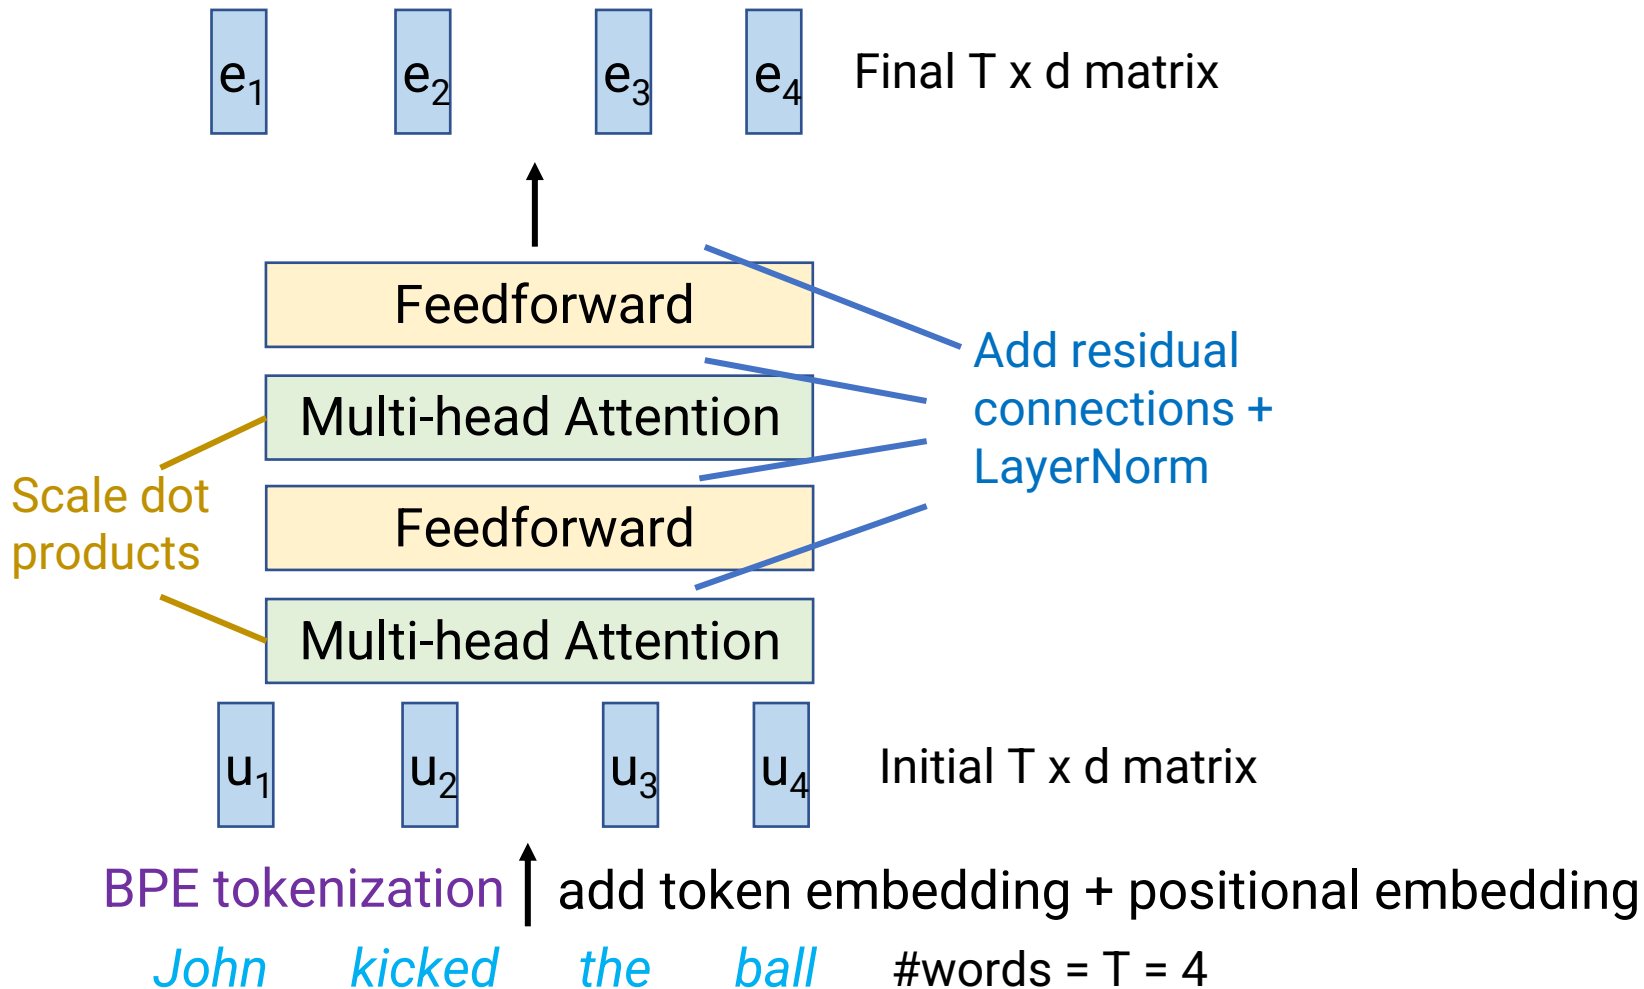 e1 e2 e3 e4 Final T x d matrix
Feedforward
Add residual
connections +
LayerNorm
Multi-head Attention
Scale dot
products
Feedforward
Multi-head Attention
u1 u2 u3 u4 Initial T x d matrix
BPE tokenization add token embedding + positional embedding
John kicked the ball #words = T = 4